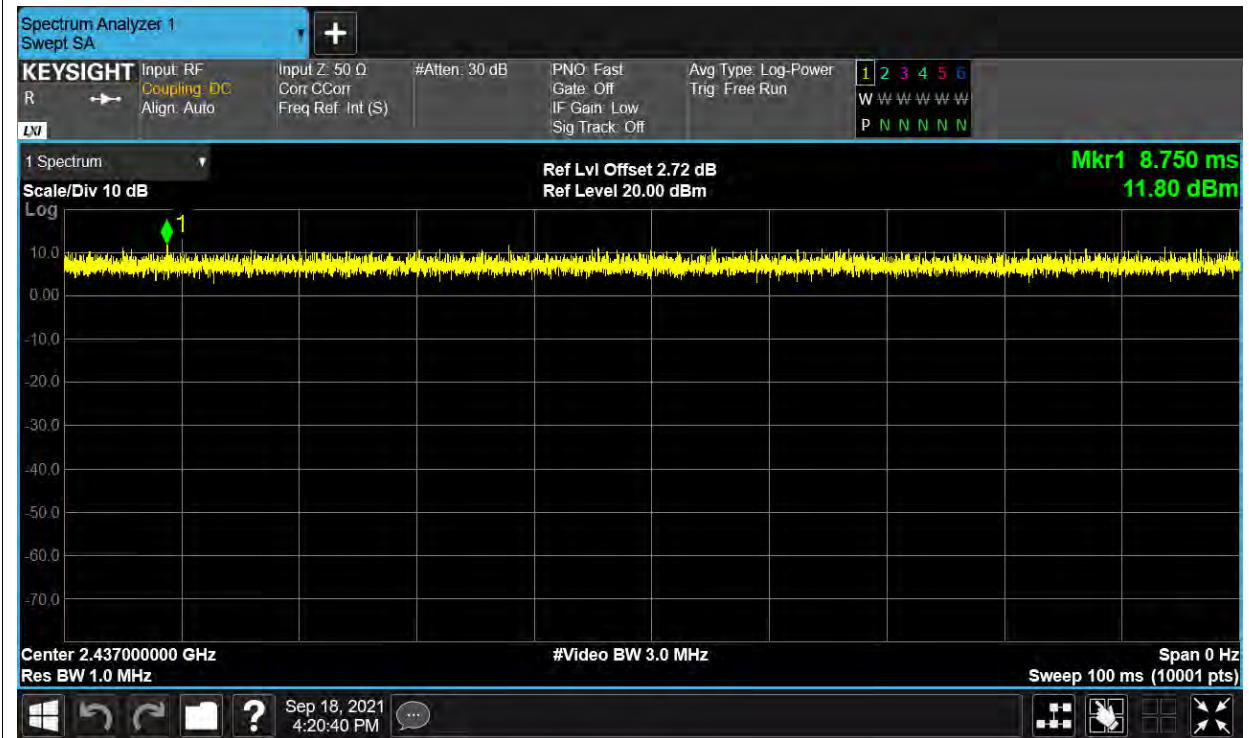 Spectrum Analyzer 1
Swept SA
KEYSIGHT
R
LXI
Input: RF
Coupling: DC
Align: Auto
Input Z: 50 Ω
Corr CCorr
Freq Ref: Int (S)
#Atten: 30 dB
PNO: Fast
Gate: Off
IF Gain: Low
Sig Track: Off
Avg Type: Log-Power
Trig: Free Run
1 2 3 4 5 6
W W W W W W
P N N N N N
1 Spectrum
Scale/Div 10 dB
Ref Lvl Offset 2.72 dB
Ref Level 20.00 dBm
Mkr1 8.750 ms
11.80 dBm
Log
1
10.0
0.00
-10.0
-20.0
-30.0
-40.0
-50.0
-60.0
-70.0
Center 2.437000000 GHz
#Video BW 3.0 MHz
Span 0 Hz
Res BW 1.0 MHz
Sweep 100 ms (10001 pts)
?
Sep 18, 2021
4:20:40 PM